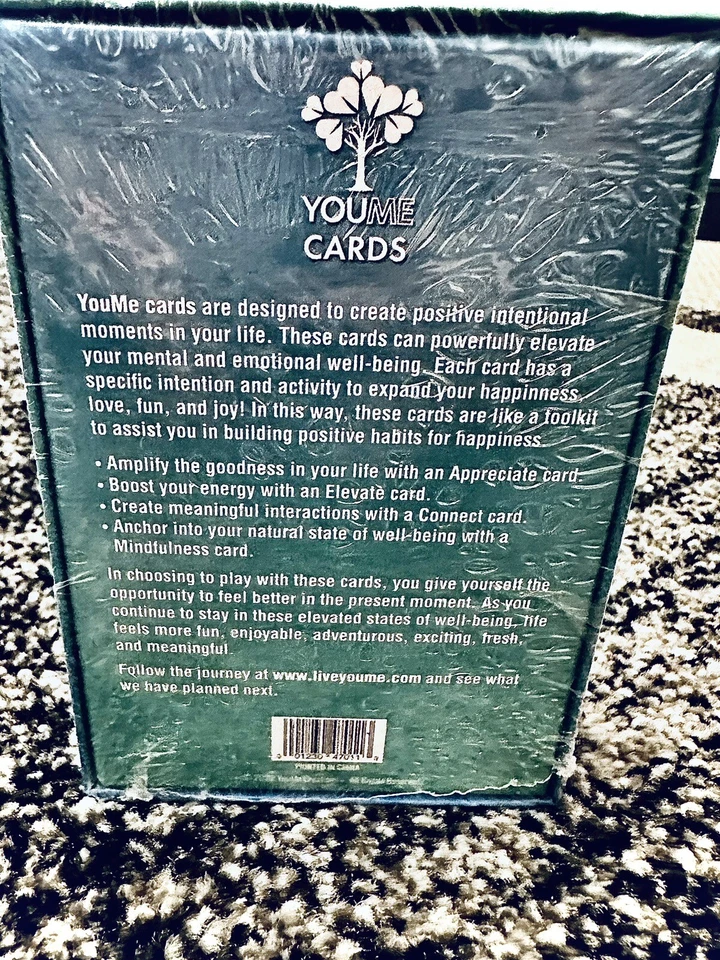 YOUME
CARDS
YouMe cards are designed to create positive intentional
moments in your life. These cards can powerfully elevate
your mental and emotional well-being. Each card has a
specific intention and activity to expand your happinness,
love, fun, and joy! In this way, these cards are like a toolkit
to assist you in building positive habits for happiness.
• Amplify the goodness in your life with an Appreciate card.
• Boost your energy with an Elevate card.
• Create meaningful interactions with a Connect card.
• Anchor into your natural state of well-being with a
Mindfulness card.
In choosing to play with these cards, you give yourself the
opportunity to feel better in the present moment. As you
continue to stay in these elevated states of well-being, life
feels more fun, enjoyable, adventurous, exciting, fresh,
and meaningful.
Follow the journey at www.liveyoume.com and see what
we have planned next.
PRINTED IN CHINA
YouMe
All Rights Reserved